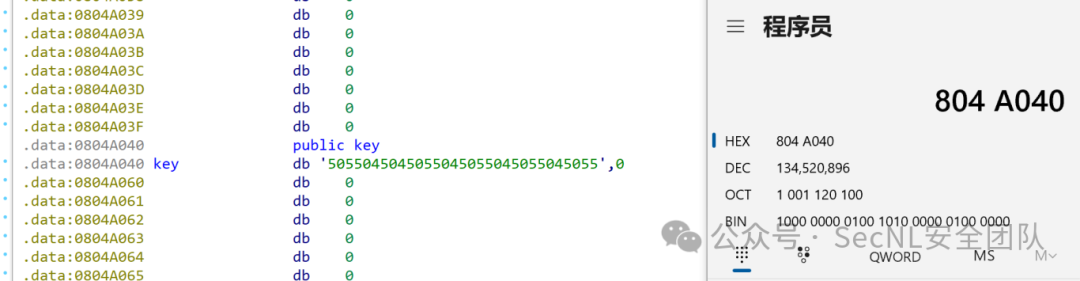 .data:0804A039 db 0
.data:0804A03A db 0
.data:0804A03B db 0
.data:0804A03C db 0
.data:0804A03D db 0
.data:0804A03E db 0
.data:0804A03F db 0
.data:0804A040 public key
.data:0804A040 key db '5055045045055045055045055045055',0
.data:0804A060 db 0
.data:0804A061 db 0
.data:0804A062 db 0
.data:0804A063 db 0
.data:0804A064 db 0
.data:0804A065 db 0
程序员
804 A040
HEX 804 A040
DEC 134,520,896
OCT 1 001 120 100
BIN 1000 0000 0100 1010 0000 0100 0000
公众号 · SecNL安全团队
QWORD MS M